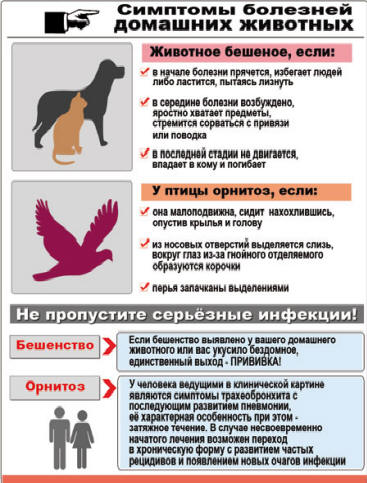 Симптомы болезней
домашних животных
Животное бешеное, если:
в начале болезни прячется, избегает людей
либо ластится, пытаясь лизнуть
в середине болезни возбуждено,
яростно хватает предметы,
стремится сорваться с привязи
или поводка
в последней стадии не двигается,
впадает в кому и погибает
У птицы орнитоз, если:
она малоподвижна, сидит нахохлившись,
опустив крылья и голову
из носовых отверстий выделяется слизь,
вокруг глаз из-за гнойного отделяемого
образуются корочки
перья запачканы выделениями
Не пропустите серьёзные инфекции!
Бешенство
Если бешенство выявлено у вашего домашнего
животного или вас укусило бездомное,
единственный выход - ПРИВИВКА!
Орнитоз
У человека ведущими в клинической картине
являются симптомы трахеобронхита с
последующим развитием пневмонии,
её характерная особенность при этом -
затяжное течение. В случае несвоевременно
начатого лечения возможен переход
в хроническую форму с развитием частых
рецидивов и появлением новых очагов инфекции